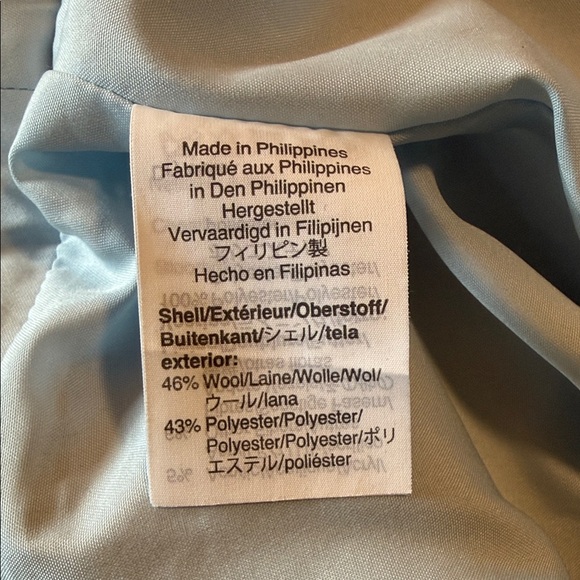 Made in Philippines
Fabriqué aux Philippines
in Den Philippinen
Hergestellt
Vervaardigd in Filipijnen
フィリピン製
Hecho en Filipinas
Shell/Extérieur/Oberstoff/
Buitenkant/シェル/tela
exterior:
46% Wool/Laine/Wolle/Wol/
ウール/lana
43% Polyester/Polyester/
Polyester/Polyester/ポリ
エステル/poliéster